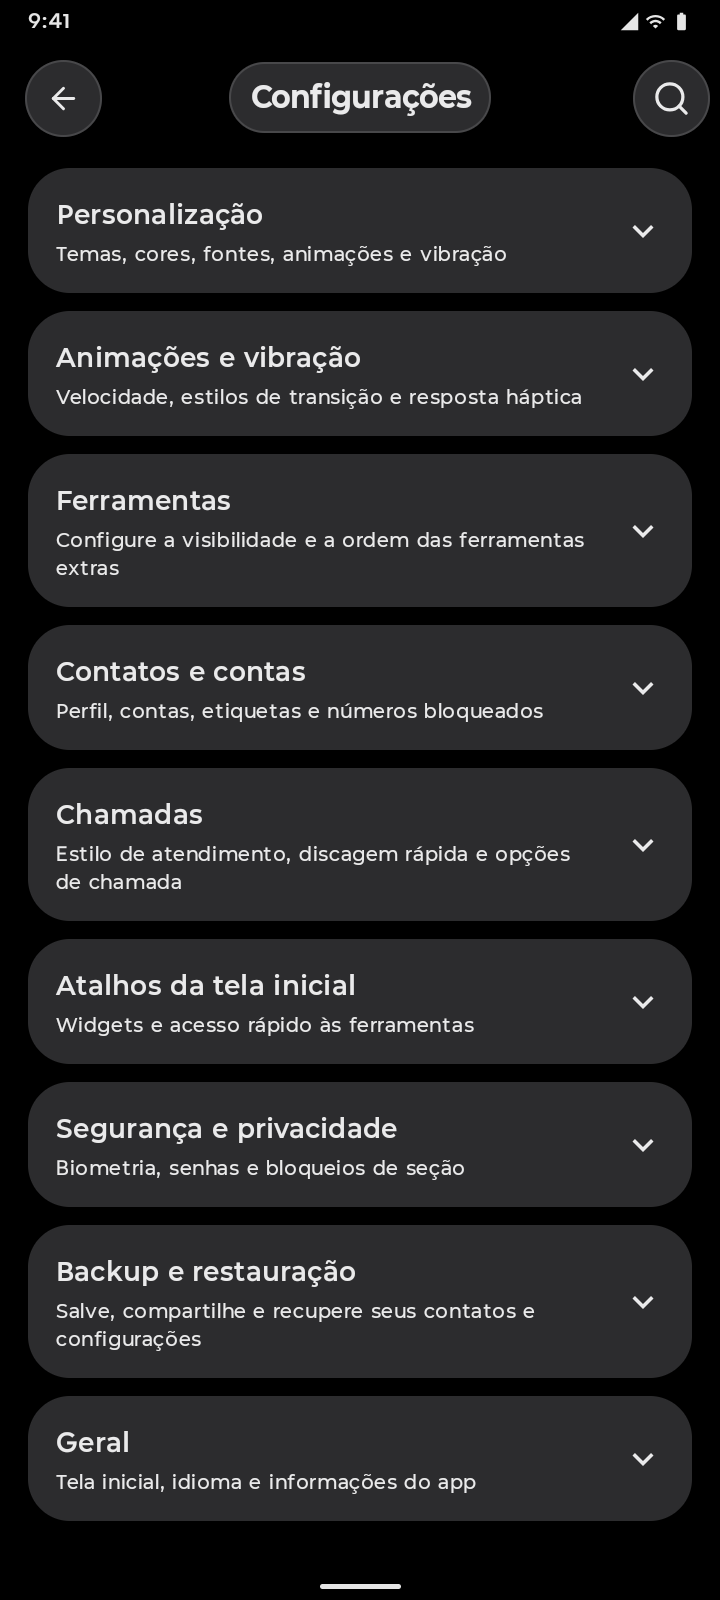 9:41
Configurações
Personalização
Temas, cores, fontes, animações e vibração
Animações e vibração
Velocidade, estilos de transição e resposta háptica
Ferramentas
Configure a visibilidade e a ordem das ferramentas
extras
Contatos e contas
Perfil, contas, etiquetas e números bloqueados
Chamadas
Estilo de atendimento, discagem rápida e opções
de chamada
Atalhos da tela inicial
Widgets e acesso rápido às ferramentas
Segurança e privacidade
Biometria, senhas e bloqueios de seção
Backup e restauração
Salve, compartilhe e recupere seus contatos e
configurações
Geral
Tela inicial, idioma e informações do app